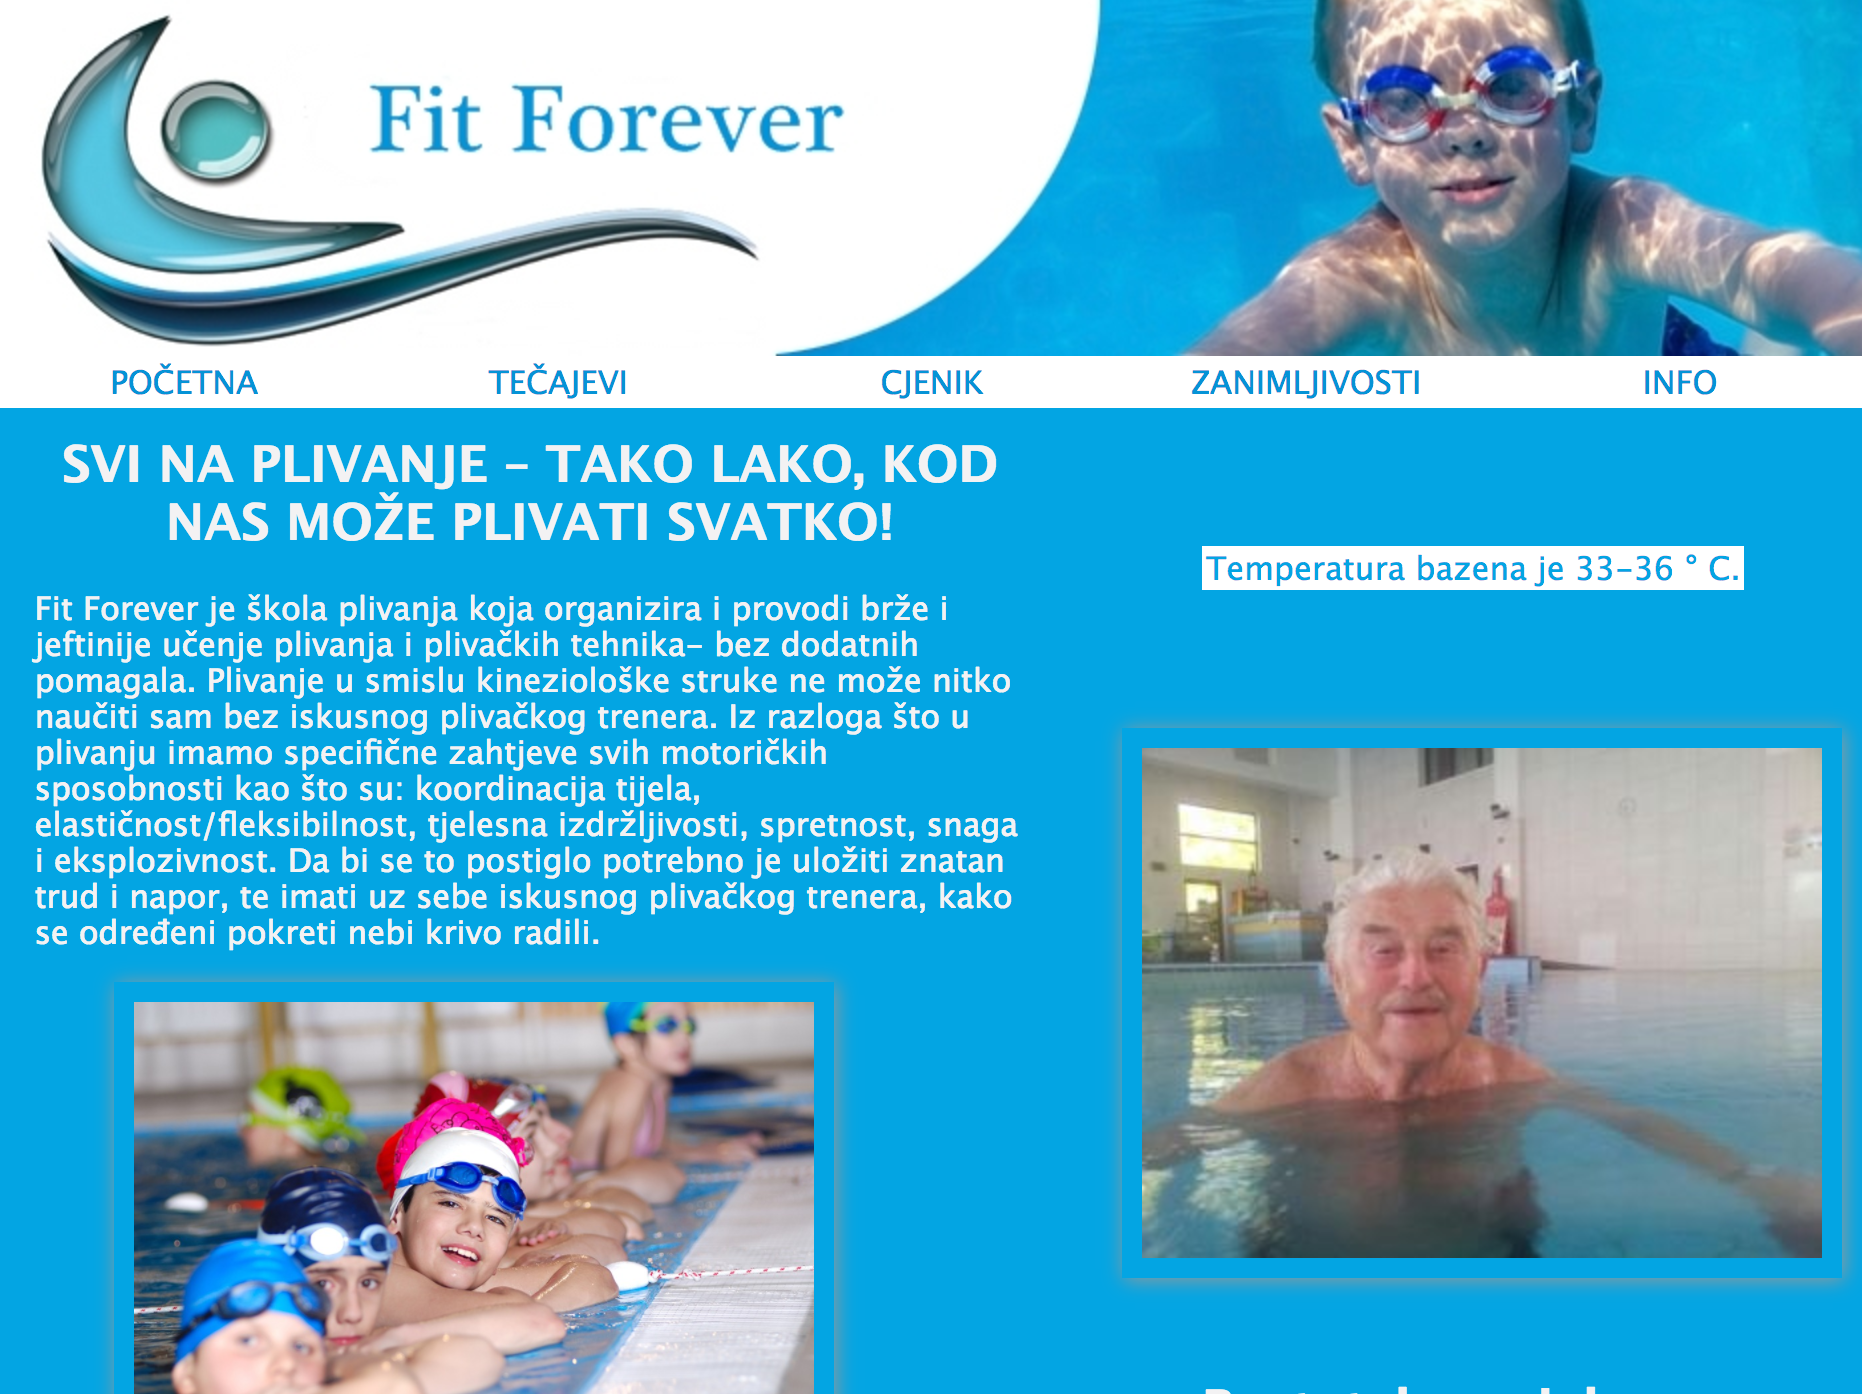 Fit Forever
POČETNA
TEČAJEVI
CJENIK
ZANIMLJIVOSTI
INFO
SVI NA PLIVANJE – TAKO LAKO, KOD
NAS MOŽE PLIVATI SVATKO!
Fit Forever je škola plivanja koja organizira i provodi brže i
jeftinije učenje plivanja i plivačkih tehnika– bez dodatnih
pomagala. Plivanje u smislu kineziološke struke ne može nitko
naučiti sam bez iskusnog plivačkog trenera. Iz razloga što u
plivanju imamo specifične zahtjeve svih motoričkih
sposobnosti kao što su: koordinacija tijela,
elastičnost/fleksibilnost, tjelesna izdržljivosti, spretnost, snaga
i eksplozivnost. Da bi se to postiglo potrebno je uložiti znatan
trud i napor, te imati uz sebe iskusnog plivačkog trenera, kako
se određeni pokreti nebi krivo radili.
Temperatura bazena je 33–36 ° C.